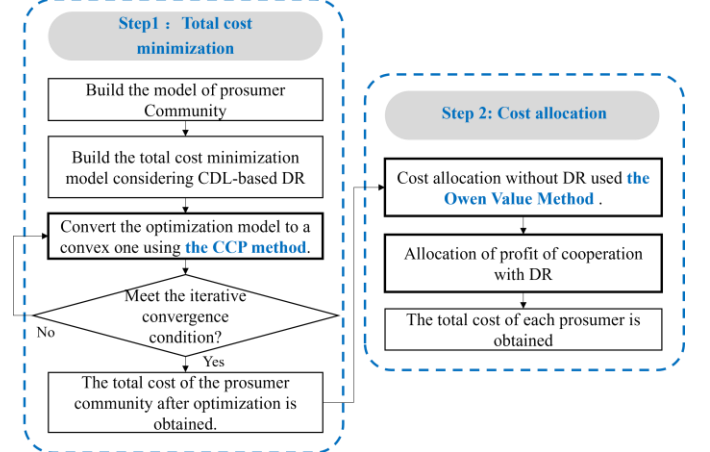 Step1： Total cost
minimization
Build the model of prosumer
Community
Build the total cost minimization
model considering CDL-based DR
Convert the optimization model to a
convex one using the CCP method.
Meet the iterative
convergence
condition?
No
Yes
The total cost of the prosumer
community after optimization is
obtained.
Step 2: Cost allocation
Cost allocation without DR used the
Owen Value Method .
Allocation of profit of cooperation
with DR
The total cost of each prosumer is
obtained